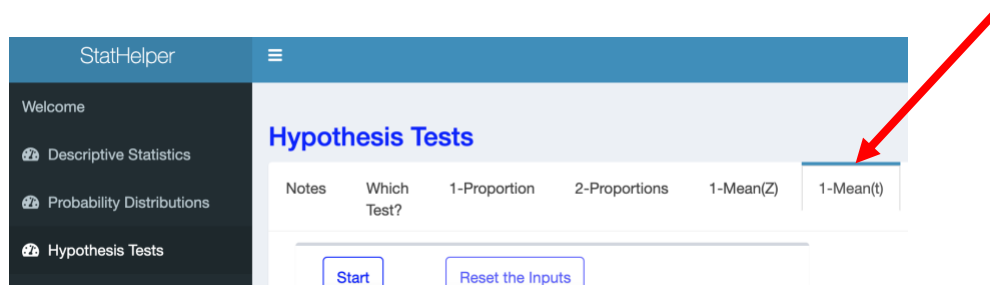 StatHelper
Welcome
Descriptive Statistics
Probability Distributions
Hypothesis Tests
Hypothesis Tests
Notes
Which
Test?
1-Proportion
2-Proportions
1-Mean(Z)
1-Mean(t)
Start
Reset the Inputs